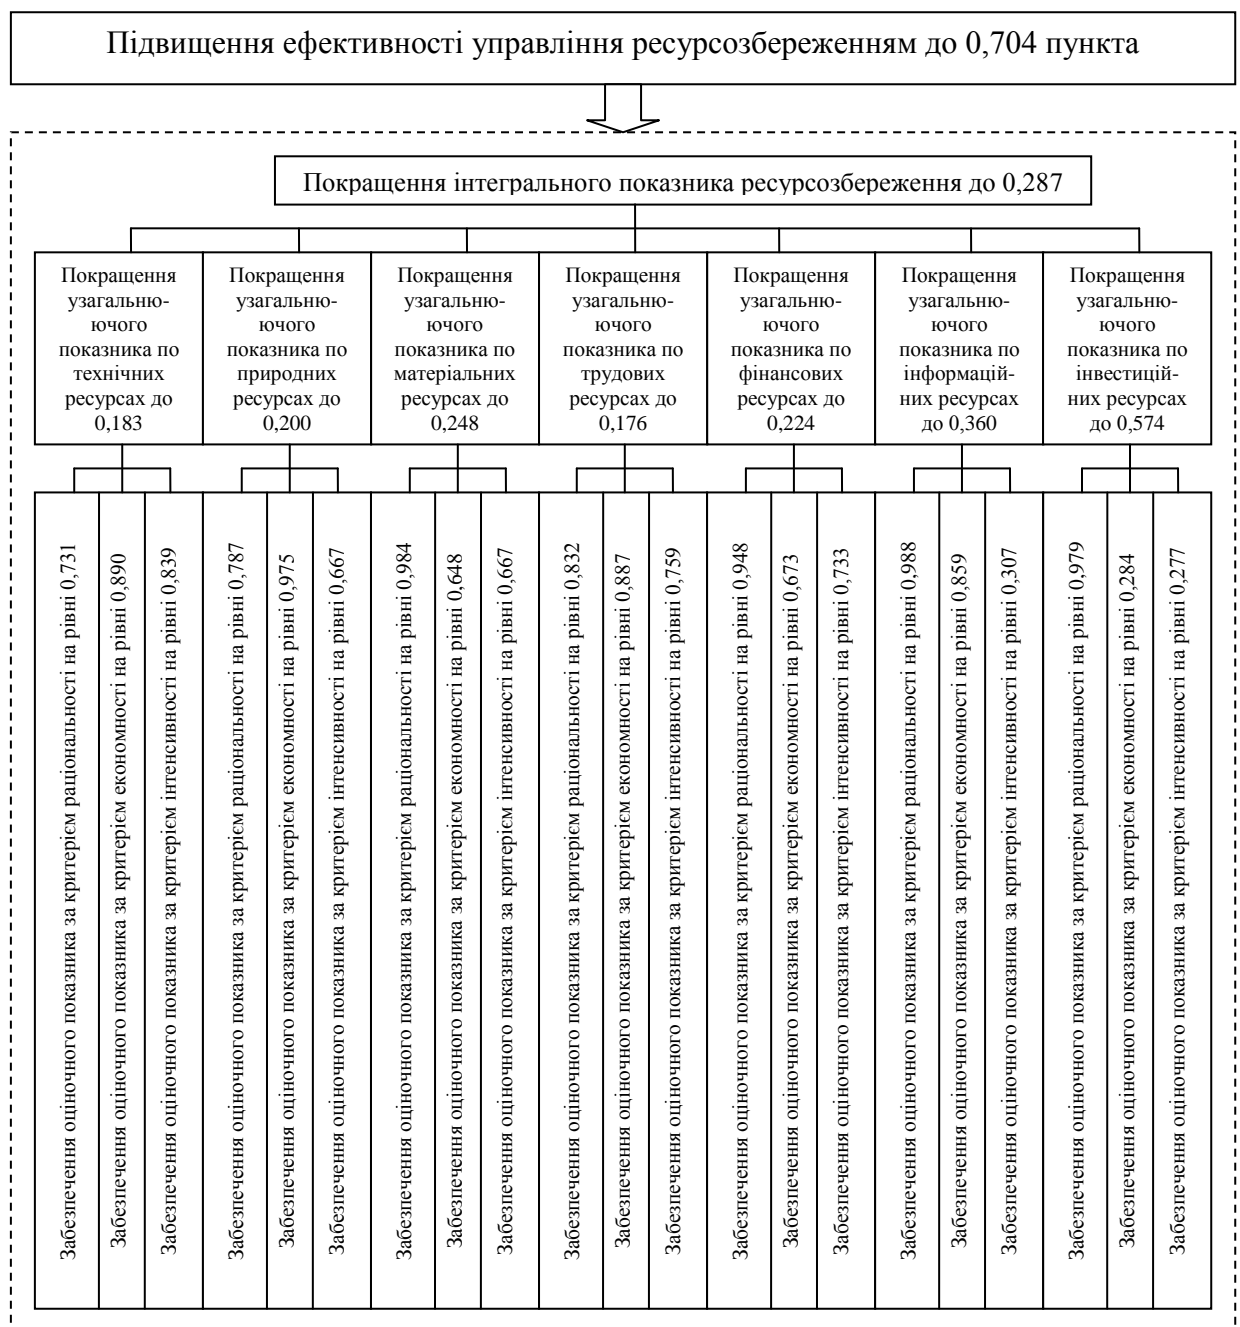 Підвищення ефективності управління ресурсозбереженням до 0,704 пункта
Покращення інтегрального показника ресурсозбереження до 0,287
Покращення
узагальню-
ючого
показника по
технічних
ресурсах до
0,183
Покращення
узагальню-
ючого
показника по
природних
ресурсах до
0,200
Покращення
узагальню-
ючого
показника по
матеріальних
ресурсах до
0,248
Покращення
узагальню-
ючого
показника по
трудових
ресурсах до
0,176
Покращення
узагальню-
ючого
показника по
фінансових
ресурсах до
0,224
Покращення
узагальню-
ючого
показника по
інформацій-
них ресурсах
до 0,360
Покращення
узагальню-
ючого
показника по
інвестицій-
них ресурсах
до 0,574
Забезпечення оціночного показника за критерієм раціональності на рівні 0,731
Забезпечення оціночного показника за критерієм економності на рівні 0,890
Забезпечення оціночного показника за критерієм інтенсивності на рівні 0,839
Забезпечення оціночного показника за критерієм раціональності на рівні 0,787
Забезпечення оціночного показника за критерієм економності на рівні 0,975
Забезпечення оціночного показника за критерієм інтенсивності на рівні 0,667
Забезпечення оціночного показника за критерієм раціональності на рівні 0,984
Забезпечення оціночного показника за критерієм економності на рівні 0,648
Забезпечення оціночного показника за критерієм інтенсивності на рівні 0,667
Забезпечення оціночного показника за критерієм раціональності на рівні 0,832
Забезпечення оціночного показника за критерієм економності на рівні 0,887
Забезпечення оціночного показника за критерієм інтенсивності на рівні 0,759
Забезпечення оціночного показника за критерієм раціональності на рівні 0,948
Забезпечення оціночного показника за критерієм економності на рівні 0,673
Забезпечення оціночного показника за критерієм інтенсивності на рівні 0,733
Забезпечення оціночного показника за критерієм раціональності на рівні 0,988
Забезпечення оціночного показника за критерієм економності на рівні 0,859
Забезпечення оціночного показника за критерієм інтенсивності на рівні 0,307
Забезпечення оціночного показника за критерієм раціональності на рівні 0,979
Забезпечення оціночного показника за критерієм економності на рівні 0,284
Забезпечення оціночного показника за критерієм інтенсивності на рівні 0,277